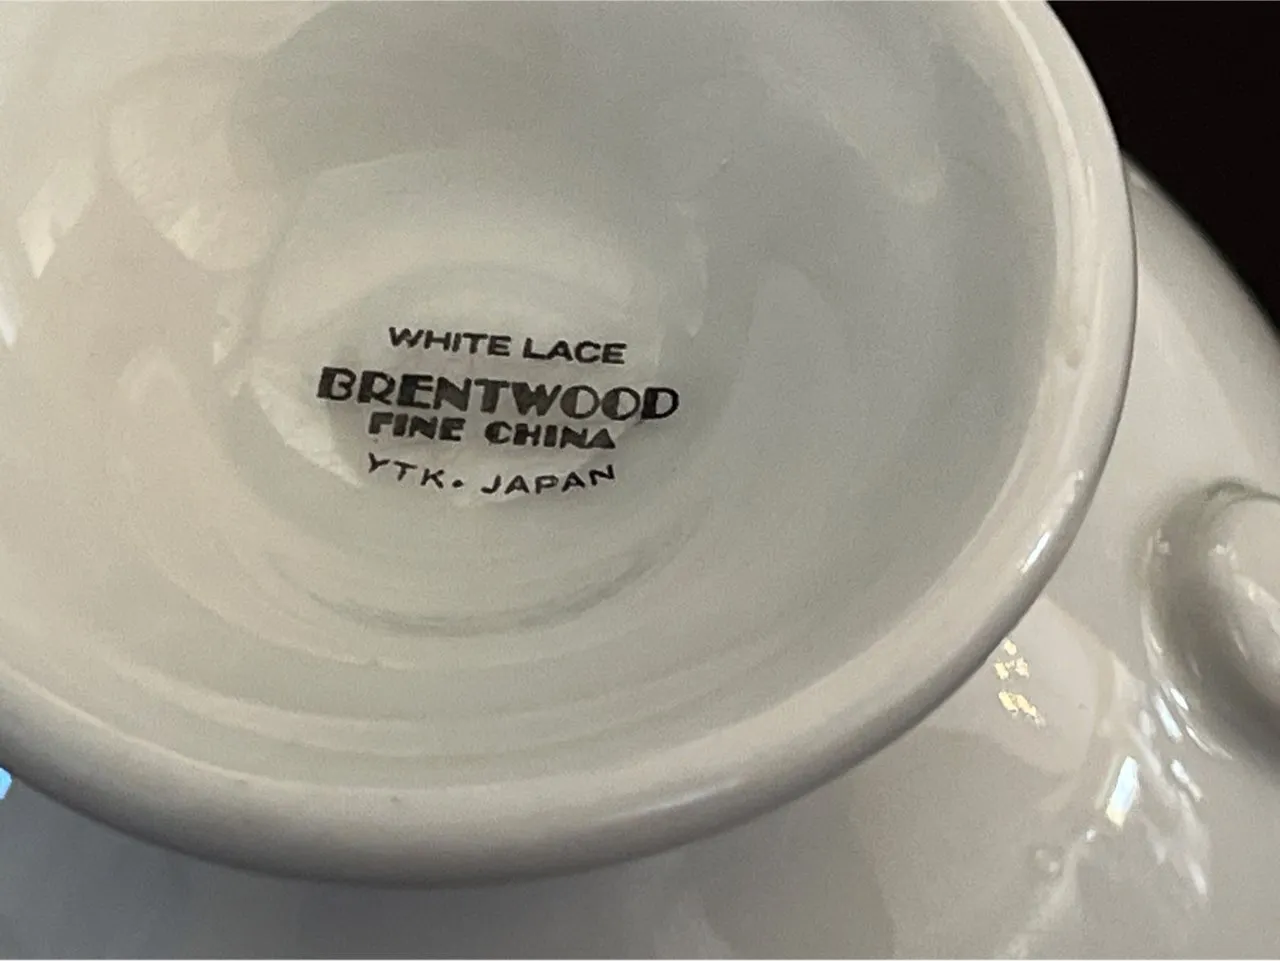 WHITE LACE
BRENTWOOD
FINE CHINA
YTK. JAPAN